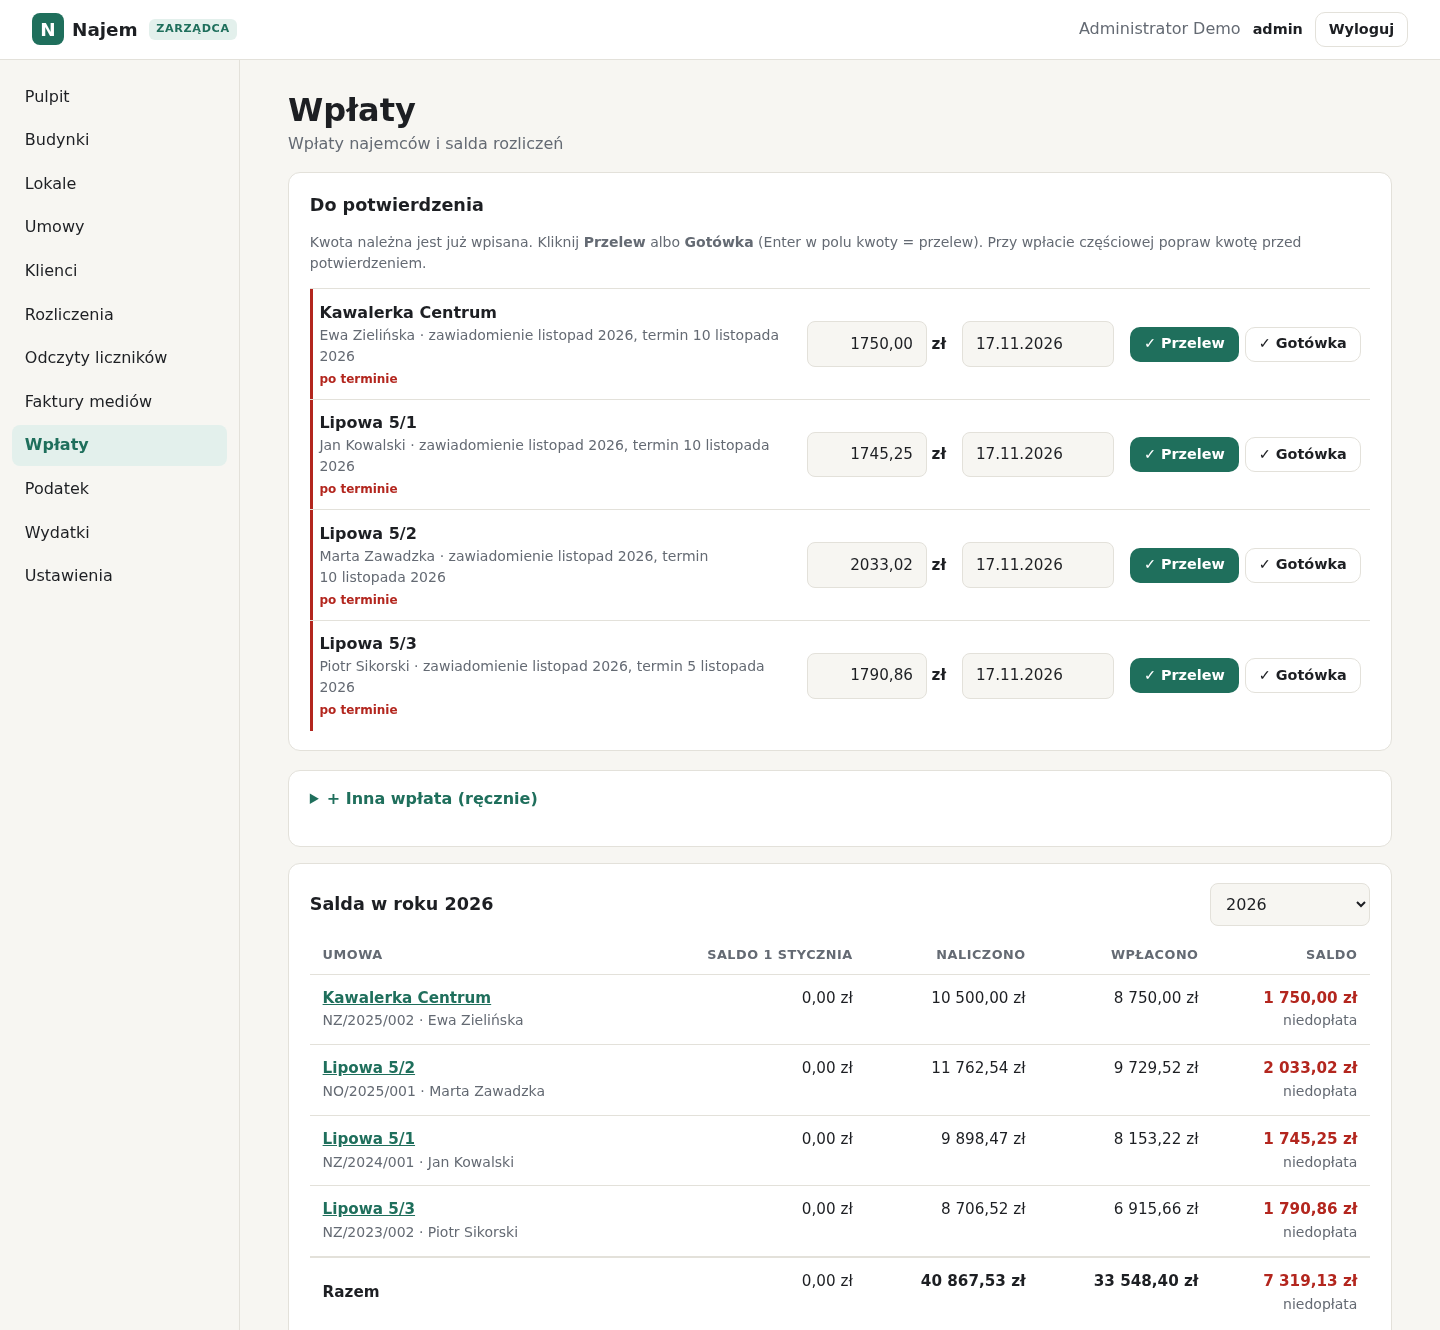 N Najem ZARZĄDCA Administrator Demo admin Wyloguj
Pulpit
Budynki
Lokale
Umowy
Klienci
Rozliczenia
Odczyty liczników
Faktury mediów
Wpłaty
Podatek
Wydatki
Ustawienia
Wpłaty
Wpłaty najemców i salda rozliczeń
Do potwierdzenia
Kwota należna jest już wpisana. Kliknij Przelew albo Gotówka (Enter w polu kwoty = przelew). Przy wpłacie częściowej popraw kwotę przed
potwierdzeniem.
Kawalerka Centrum
Ewa Zielińska · zawiadomienie listopad 2026, termin 10 listopada
2026
po terminie
1750,00 zł 17.11.2026 ✓ Przelew ✓ Gotówka
Lipowa 5/1
Jan Kowalski · zawiadomienie listopad 2026, termin 10 listopada
2026
po terminie
1745,25 zł 17.11.2026 ✓ Przelew ✓ Gotówka
Lipowa 5/2
Marta Zawadzka · zawiadomienie listopad 2026, termin
10 listopada 2026
po terminie
2033,02 zł 17.11.2026 ✓ Przelew ✓ Gotówka
Lipowa 5/3
Piotr Sikorski · zawiadomienie listopad 2026, termin 5 listopada
2026
po terminie
1790,86 zł 17.11.2026 ✓ Przelew ✓ Gotówka
+ Inna wpłata (ręcznie)
Salda w roku 2026 2026
UMOWA SALDO 1 STYCZNIA NALICZONO WPŁACONO SALDO
Kawalerka Centrum 0,00 zł 10 500,00 zł 8 750,00 zł 1 750,00 zł
NZ/2025/002 · Ewa Zielińska niedopłata
Lipowa 5/2 0,00 zł 11 762,54 zł 9 729,52 zł 2 033,02 zł
NO/2025/001 · Marta Zawadzka niedopłata
Lipowa 5/1 0,00 zł 9 898,47 zł 8 153,22 zł 1 745,25 zł
NZ/2024/001 · Jan Kowalski niedopłata
Lipowa 5/3 0,00 zł 8 706,52 zł 6 915,66 zł 1 790,86 zł
NZ/2023/002 · Piotr Sikorski niedopłata
Razem 0,00 zł 40 867,53 zł 33 548,40 zł 7 319,13 zł
niedopłata